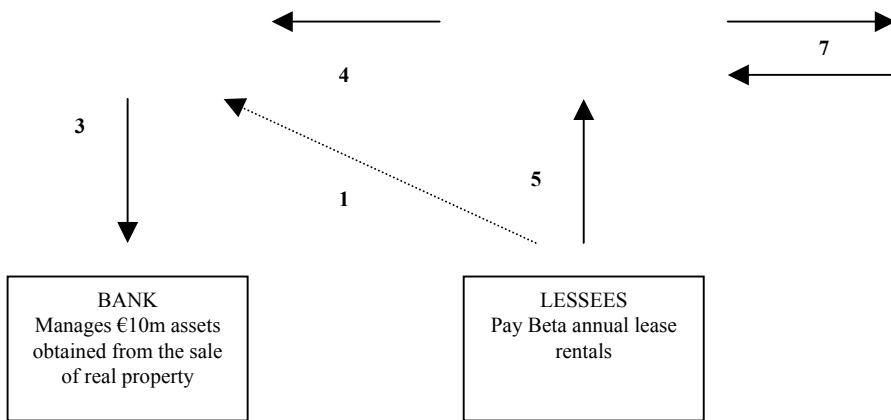 7
4
3
5
1
BANK
Manages €10m assets
obtained from the sale
of real property
LESSEES
Pay Beta annual lease
rentals